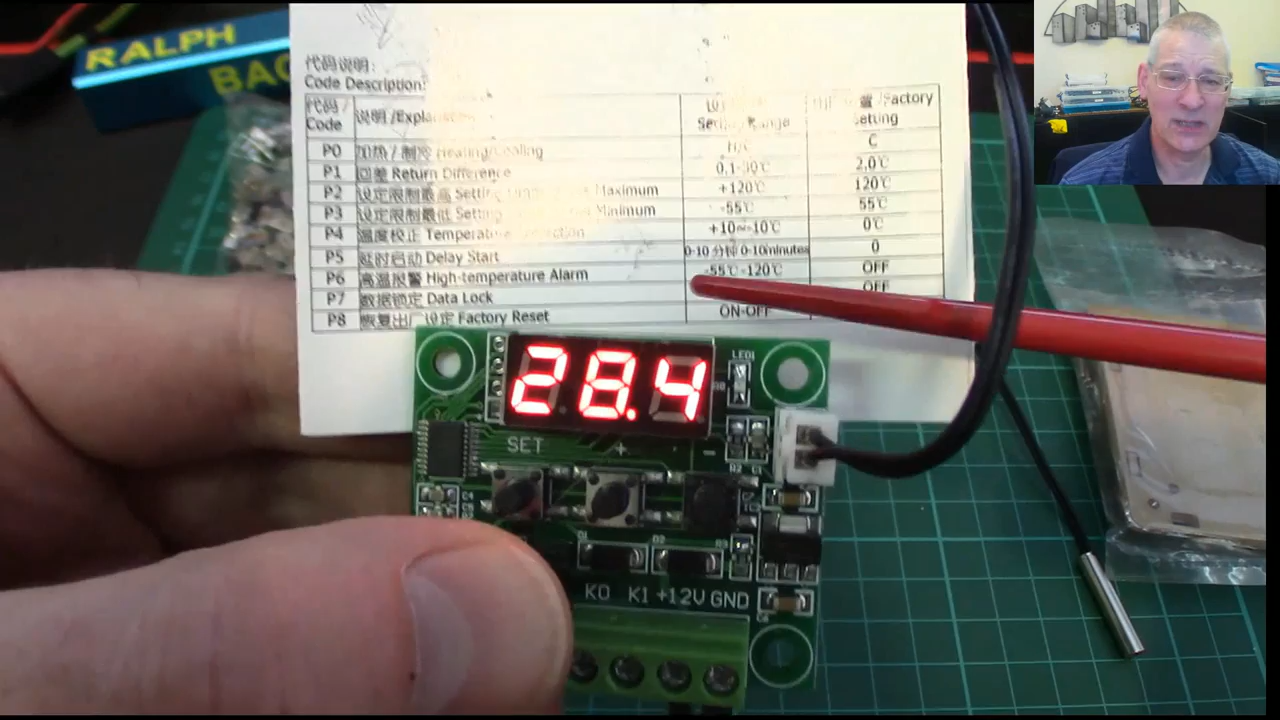 RALPH
BAC
代码说明:
Code Description:
代码 / 说明 /Explana /Factory
Code Setting Range Setting
P0 加热 / 制冷 Heating/Cooling H/C C
P1 回差 Return Difference 0.1-30℃ 2.0℃
P2 设定限制最高 Setting Maximum +120℃ 120℃
P3 设定限制最低 Setting Minimum -55℃ 55℃
P4 温度校正 Temperature +10~-10℃ 0℃
P5 延时启动 Delay Start 0-10 分钟 0-10minutes 0
P6 高温报警 High-temperature Alarm -55℃-120℃ OFF
P7 数据锁定 Data Lock OFF
P8 恢复出厂设定 Factory Reset ON-OFF
28.4
LED1
SET + -
K0 K1 +12V GND